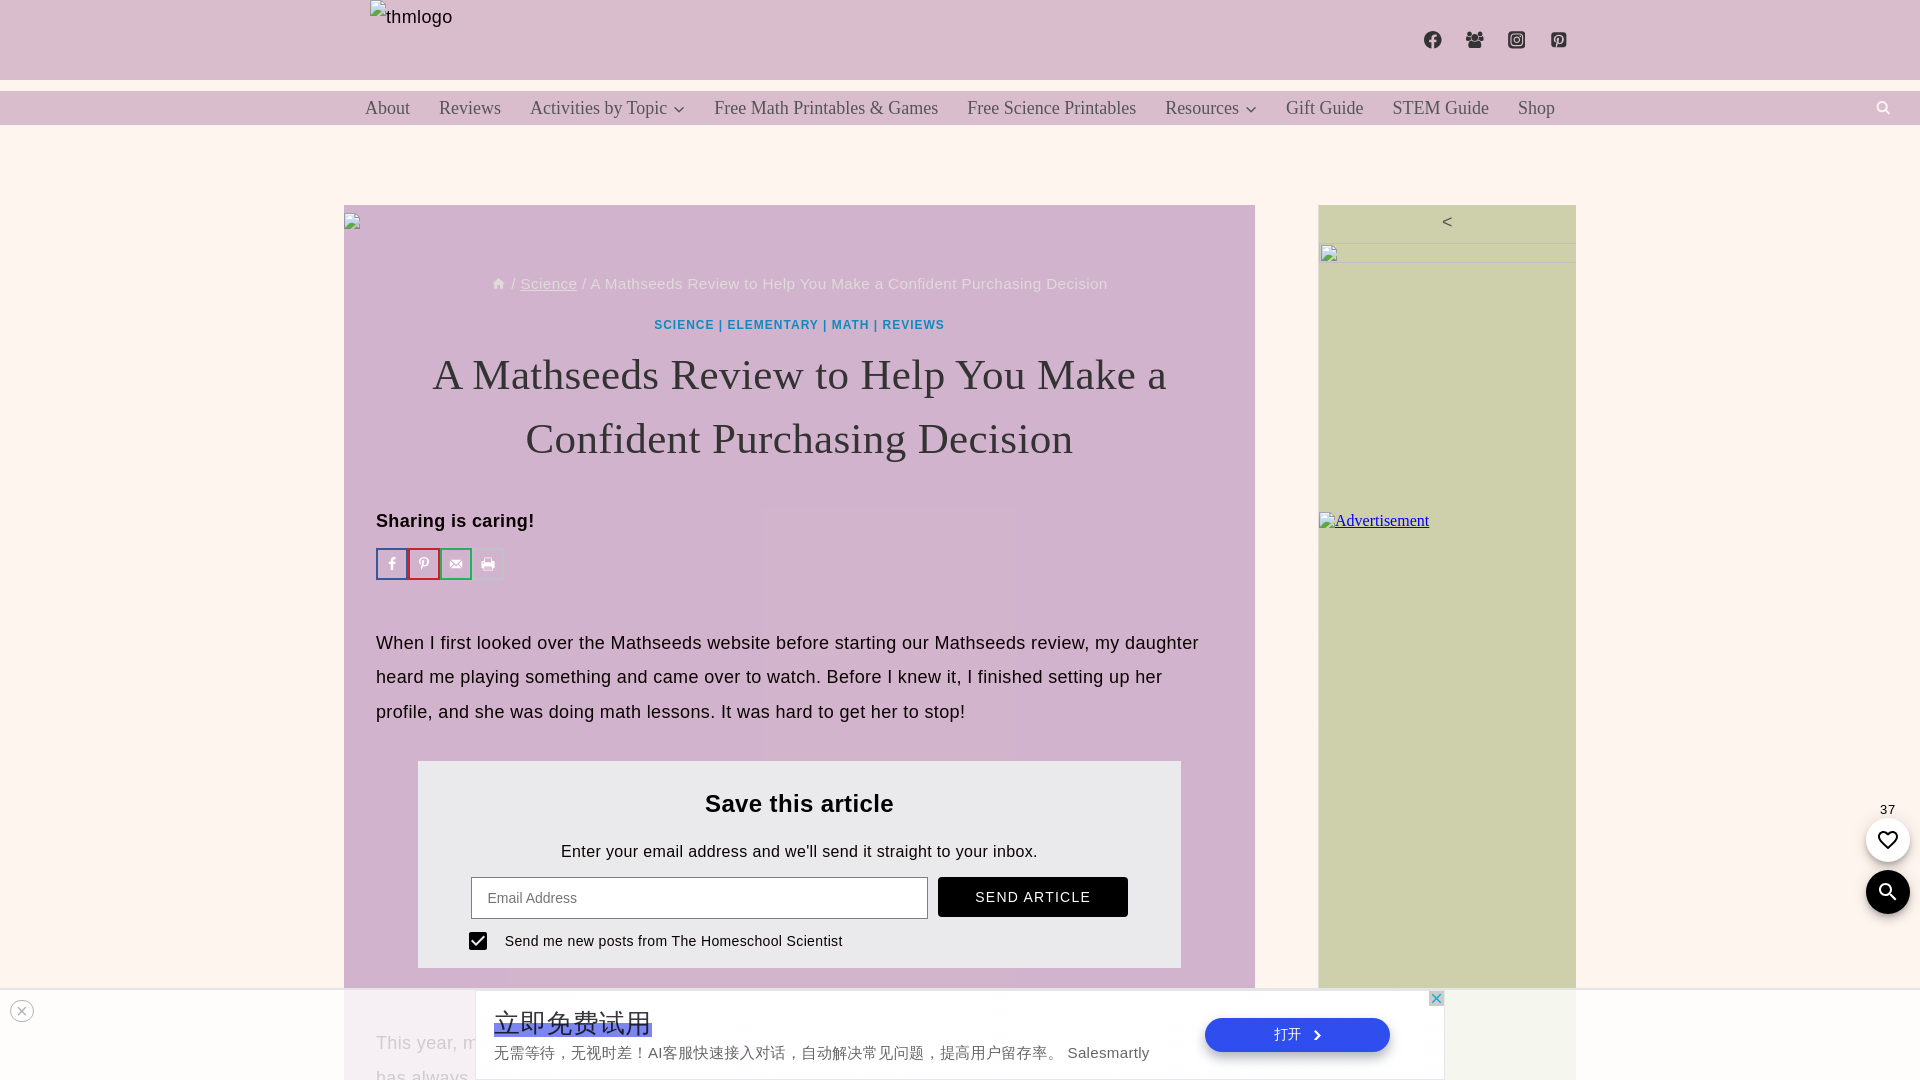 thmlogo
About
Reviews
Activities by Topic
Free Math Printables & Games
Free Science Printables
Resources
Gift Guide
STEM Guide
Shop
<
/ Science / A Mathseeds Review to Help You Make a Confident Purchasing Decision
SCIENCE | ELEMENTARY | MATH | REVIEWS
A Mathseeds Review to Help You Make a
Confident Purchasing Decision
Sharing is caring!
Advertisement
When I first looked over the Mathseeds website before starting our Mathseeds review, my daughter
heard me playing something and came over to watch. Before I knew it, I finished setting up her
profile, and she was doing math lessons. It was hard to get her to stop!
Save this article
Enter your email address and we'll send it straight to your inbox.
Email Address
SEND ARTICLE
Send me new posts from The Homeschool Scientist
37
This year, m
has always
立即免费试用
无需等待，无视时差！AI客服快速接入对话，自动解决常见问题，提高用户留存率。 Salesmartly
打开